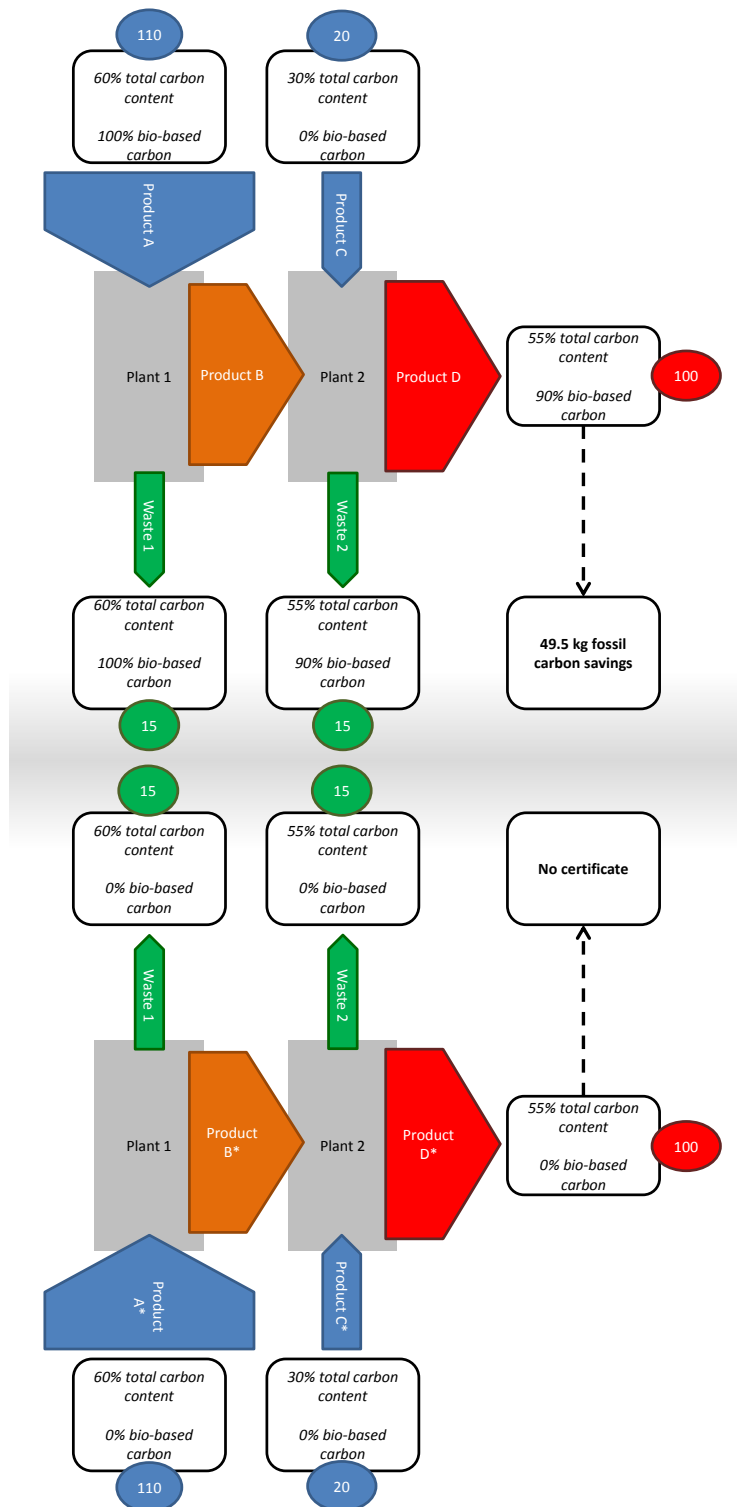 110
20
60% total carbon
content
100% bio-based
carbon
30% total carbon
content
0% bio-based
carbon
Product A
Product C
Plant 1
Product B
Plant 2
Product D
55% total carbon
content
90% bio-based
carbon
100
Waste 1
Waste 2
60% total carbon
content
100% bio-based
carbon
55% total carbon
content
90% bio-based
carbon
49.5 kg fossil
carbon savings
15
15
15
15
60% total carbon
content
0% bio-based
carbon
55% total carbon
content
0% bio-based
carbon
No certificate
Waste 1
Waste 2
Plant 1
Product
B*
Plant 2
Product
D*
55% total carbon
content
0% bio-based
carbon
100
Product
A*
Product C*
60% total carbon
content
0% bio-based
carbon
30% total carbon
content
0% bio-based
carbon
110
20